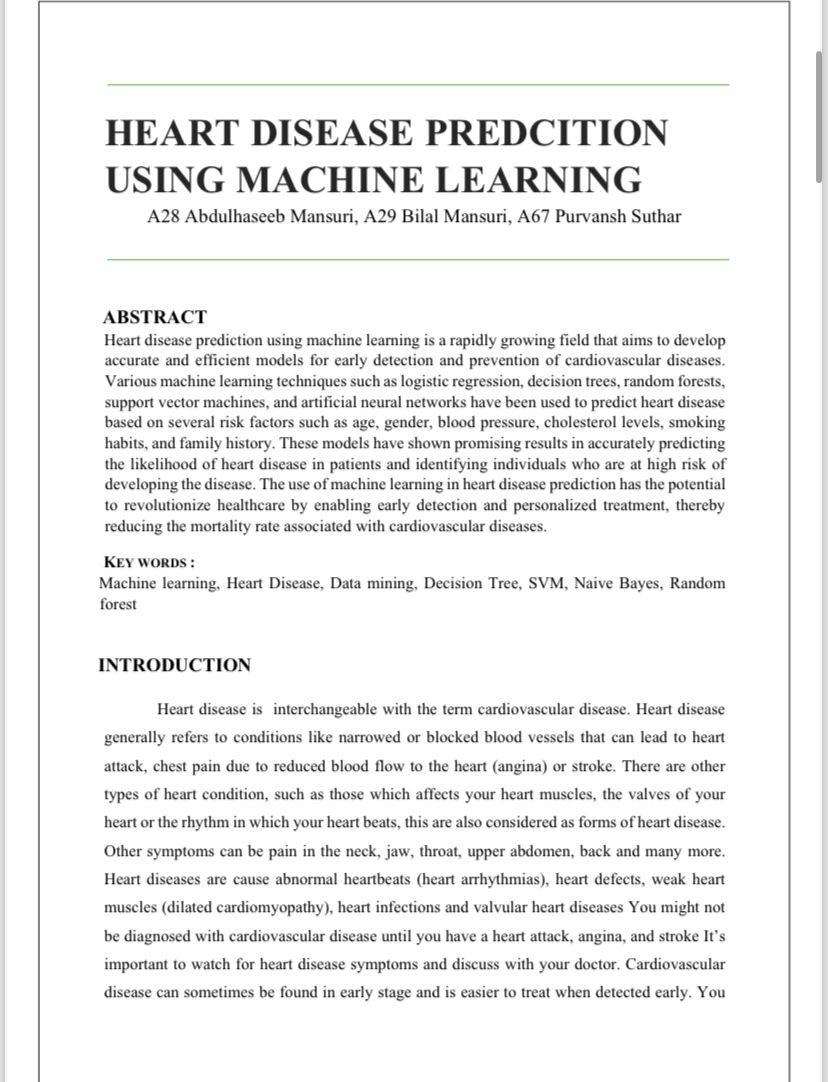 HEART DISEASE PREDCITION
USING MACHINE LEARNING
A28 Abdulhaseeb Mansuri, A29 Bilal Mansuri, A67 Purvansh Suthar
ABSTRACT
Heart disease prediction using machine learning is a rapidly growing field that aims to develop
accurate and efficient models for early detection and prevention of cardiovascular diseases.
Various machine learning techniques such as logistic regression, decision trees, random forests,
support vector machines, and artificial neural networks have been used to predict heart disease
based on several risk factors such as age, gender, blood pressure, cholesterol levels, smoking
habits, and family history. These models have shown promising results in accurately predicting
the likelihood of heart disease in patients and identifying individuals who are at high risk of
developing the disease. The use of machine learning in heart disease prediction has the potential
to revolutionize healthcare by enabling early detection and personalized treatment, thereby
reducing the mortality rate associated with cardiovascular diseases.
KEY WORDS :
Machine learning, Heart Disease, Data mining, Decision Tree, SVM, Naive Bayes, Random
forest
INTRODUCTION
Heart disease is interchangeable with the term cardiovascular disease. Heart disease
generally refers to conditions like narrowed or blocked blood vessels that can lead to heart
attack, chest pain due to reduced blood flow to the heart (angina) or stroke. There are other
types of heart condition, such as those which affects your heart muscles, the valves of your
heart or the rhythm in which your heart beats, this are also considered as forms of heart disease.
Other symptoms can be pain in the neck, jaw, throat, upper abdomen, back and many more.
Heart diseases are cause abnormal heartbeats (heart arrhythmias), heart defects, weak heart
muscles (dilated cardiomyopathy), heart infections and valvular heart diseases You might not
be diagnosed with cardiovascular disease until you have a heart attack, angina, and stroke It’s
important to watch for heart disease symptoms and discuss with your doctor. Cardiovascular
disease can sometimes be found in early stage and is easier to treat when detected early. You